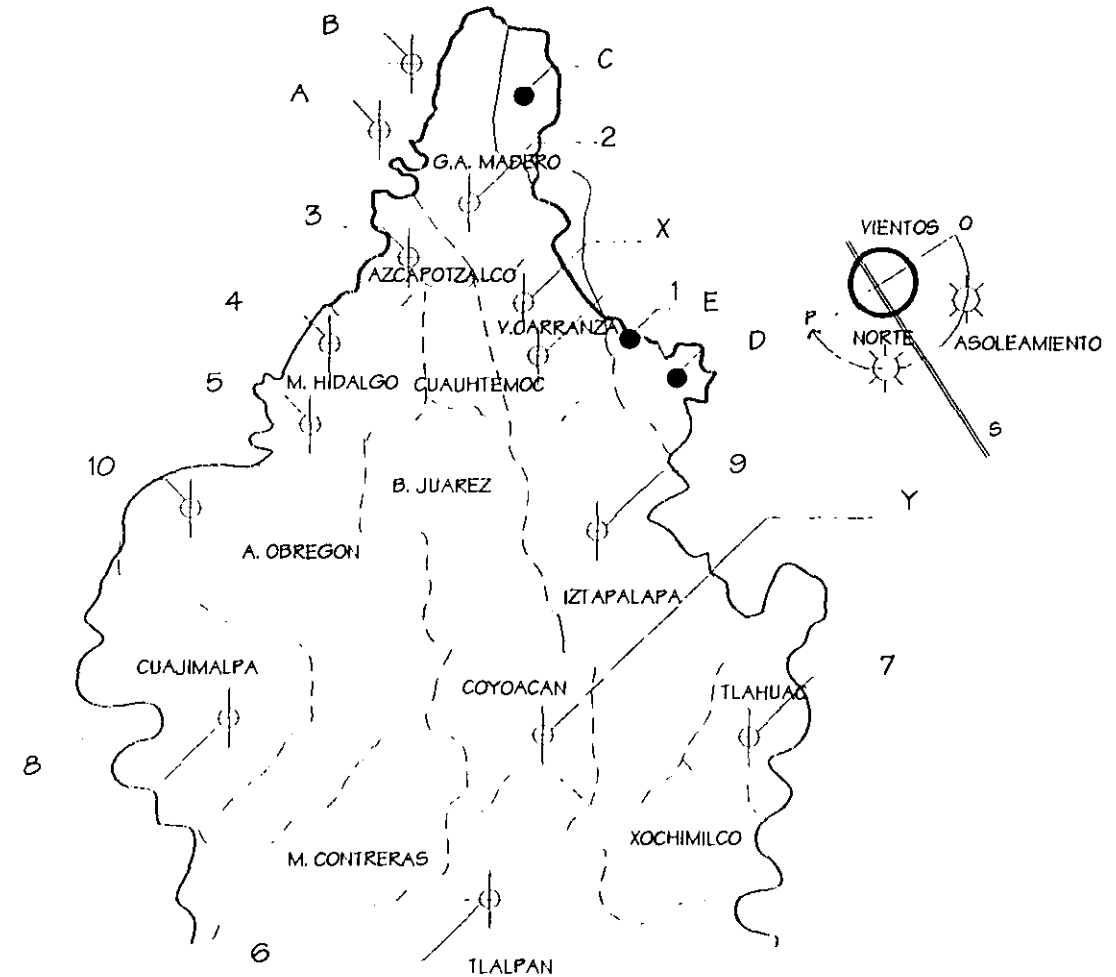 B
C
A
2
G.A. MADERO
3
X
VIENTOS O
AZCAPOTZALCO
4
1 E
V.CARRANZA
P
D
NORTE ASOLEAMIENTO
5
M. HIDALGO CUAUHTEMOC
S
10
9
B. JUAREZ
Y
A. OBREGON
IZTAPALAPA
CUAJIMALPA
7
COYOACAN
TLAHUAC
8
XOCHIMILCO
M. CONTRERAS
6
TLALPAN